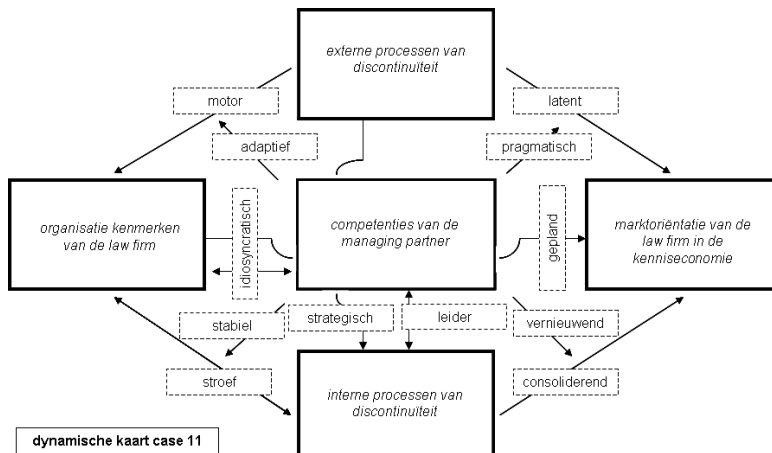 externe processen van
discontinuïteit
motor
latent
adaptief
pragmatisch
organisatie kenmerken
van de law firm
idiosyncratisch
competenties van de
managing partner
gepland
marktoriëntatie van de
law firm in de
kenniseconomie
stabiel
strategisch
leider
vernieuwend
stroef
interne processen van
discontinuïteit
consoliderend
dynamische kaart case 11